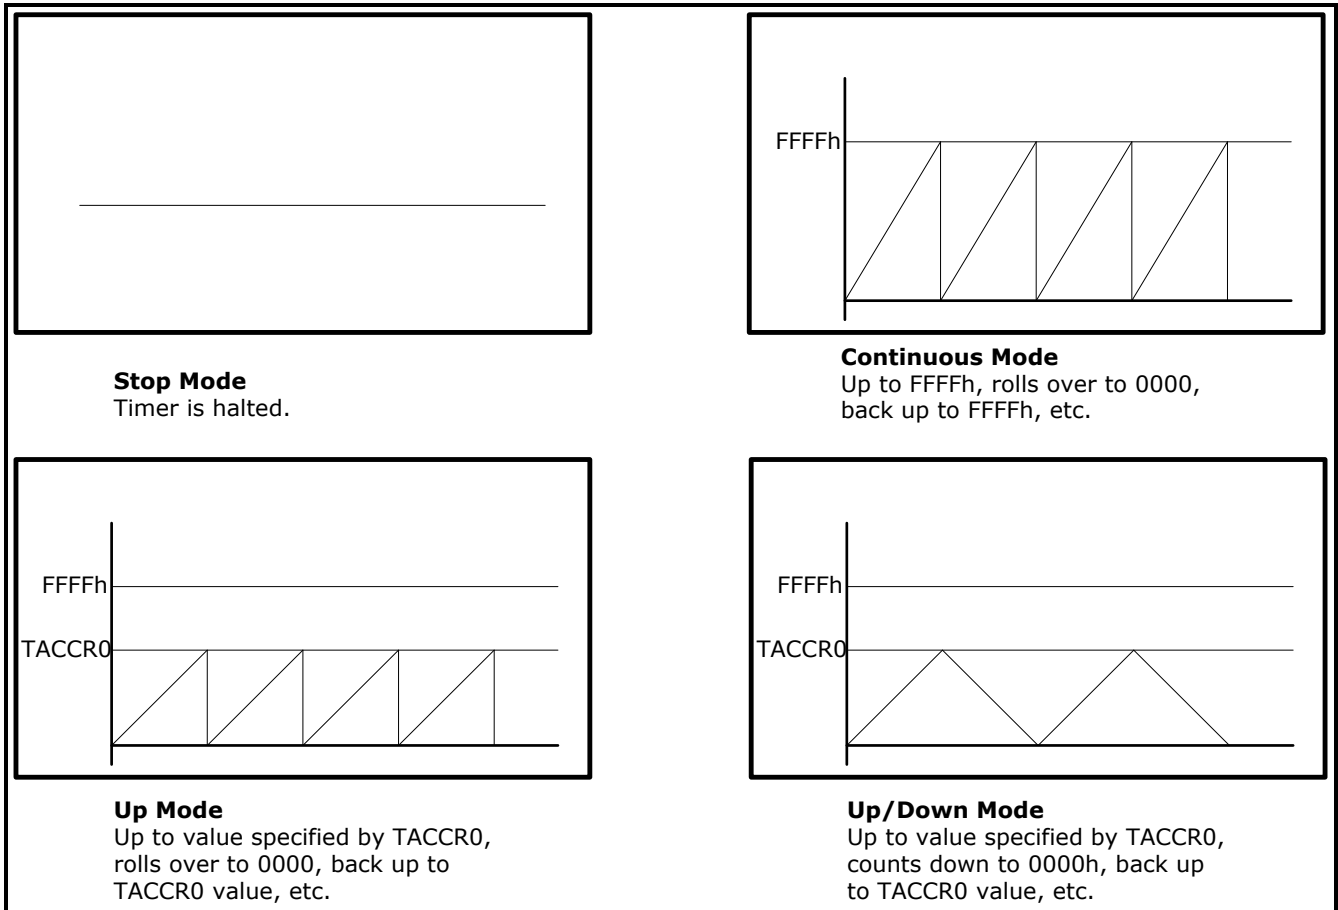 Stop Mode
Timer is halted.
FFFFh
Continuous Mode
Up to FFFFh, rolls over to 0000,
back up to FFFFh, etc.
FFFFh
TACCR0
Up Mode
Up to value specified by TACCR0,
rolls over to 0000, back up to
TACCR0 value, etc.
FFFFh
TACCR0
Up/Down Mode
Up to value specified by TACCR0,
counts down to 0000h, back up
to TACCR0 value, etc.